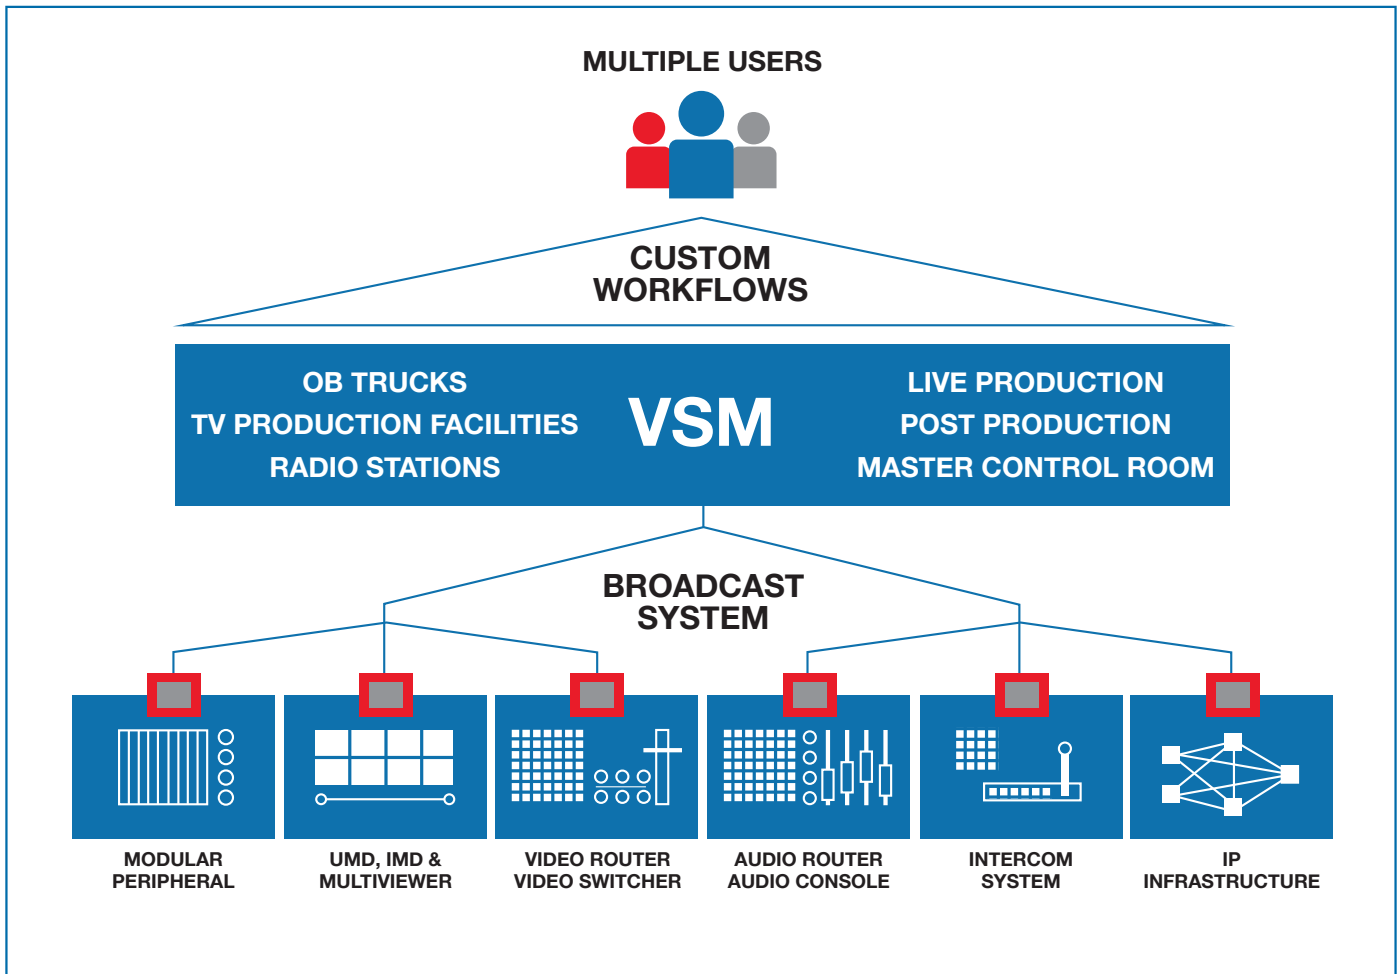 MULTIPLE USERS
CUSTOM
WORKFLOWS
OB TRUCKS
TV PRODUCTION FACILITIES
RADIO STATIONS
VSM
LIVE PRODUCTION
POST PRODUCTION
MASTER CONTROL ROOM
BROADCAST
SYSTEM
MODULAR
PERIPHERAL
UMD, IMD &
MULTIVIEWER
VIDEO ROUTER
VIDEO SWITCHER
AUDIO ROUTER
AUDIO CONSOLE
INTERCOM
SYSTEM
IP
INFRASTRUCTURE